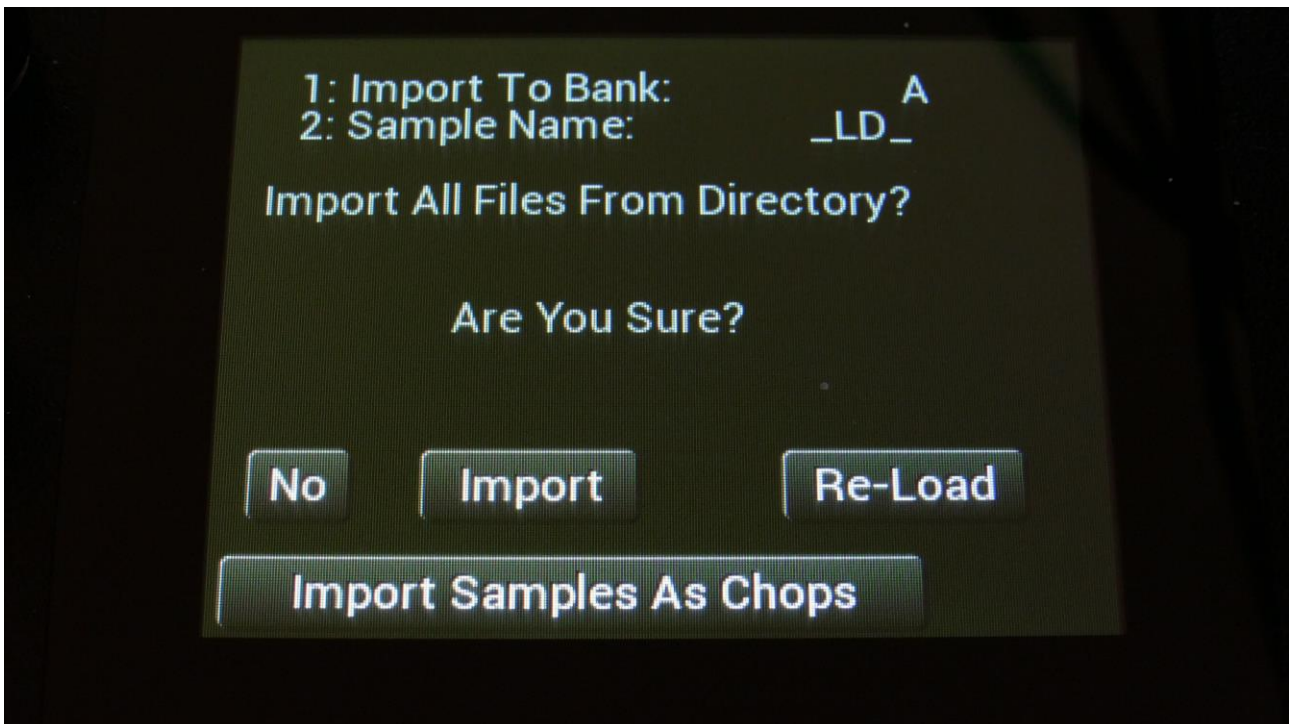 1: Import To Bank: A
2: Sample Name: _LD_
Import All Files From Directory?
Are You Sure?
No Import Re-Load
Import Samples As Chops